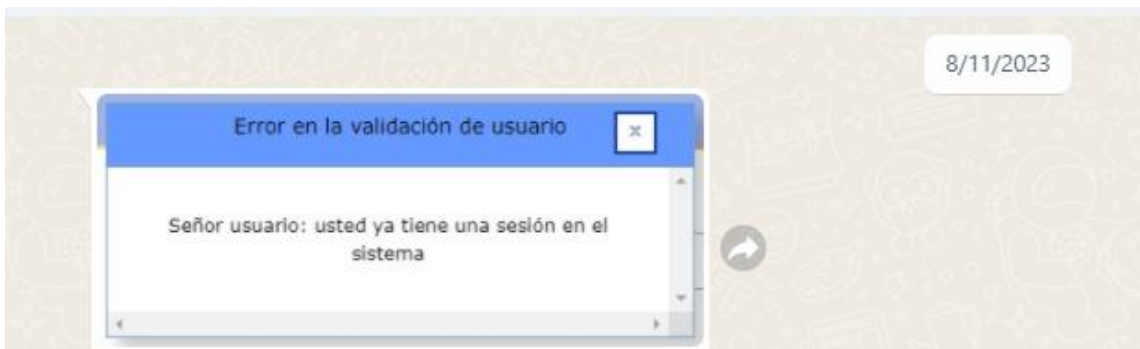 8/11/2023
Error en la validación de usuario
Señor usuario: usted ya tiene una sesión en el
sistema